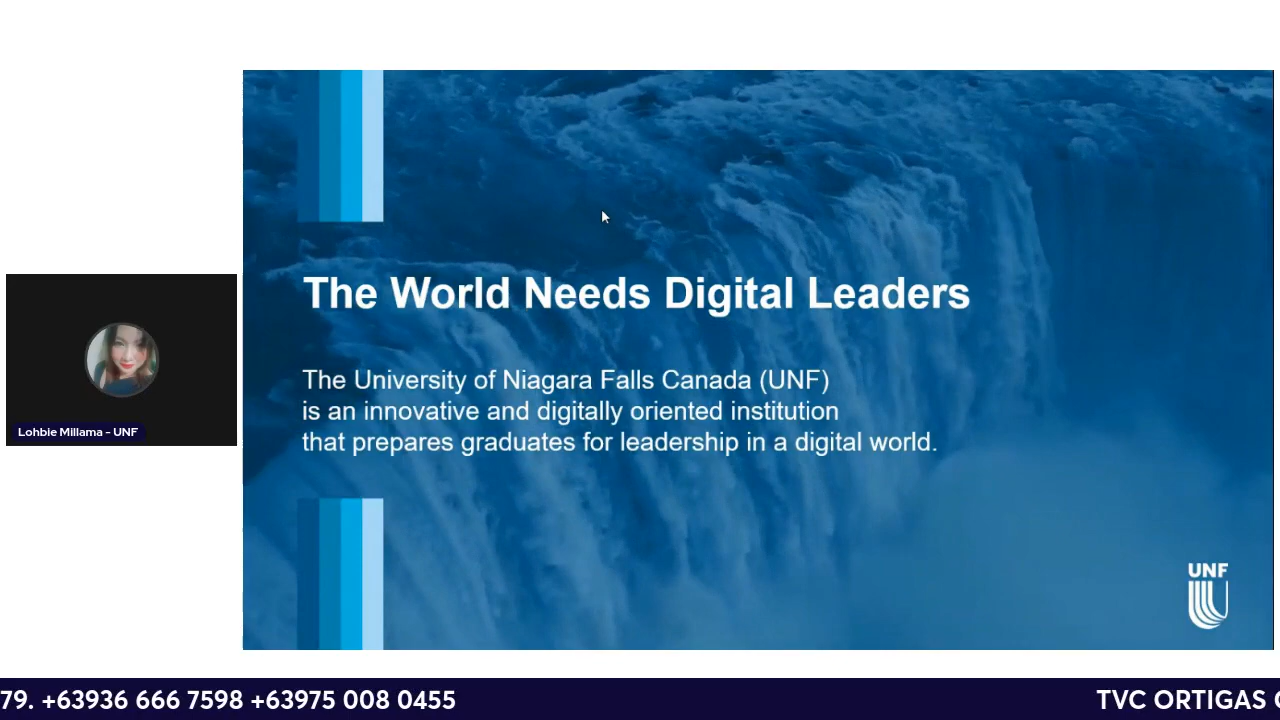 The World Needs Digital Leaders
The University of Niagara Falls Canada (UNF)
is an innovative and digitally oriented institution
that prepares graduates for leadership in a digital world.
Lohbie Millama - UNF
UNF
79. +63936 666 7598 +63975 008 0455
TVC ORTIGAS